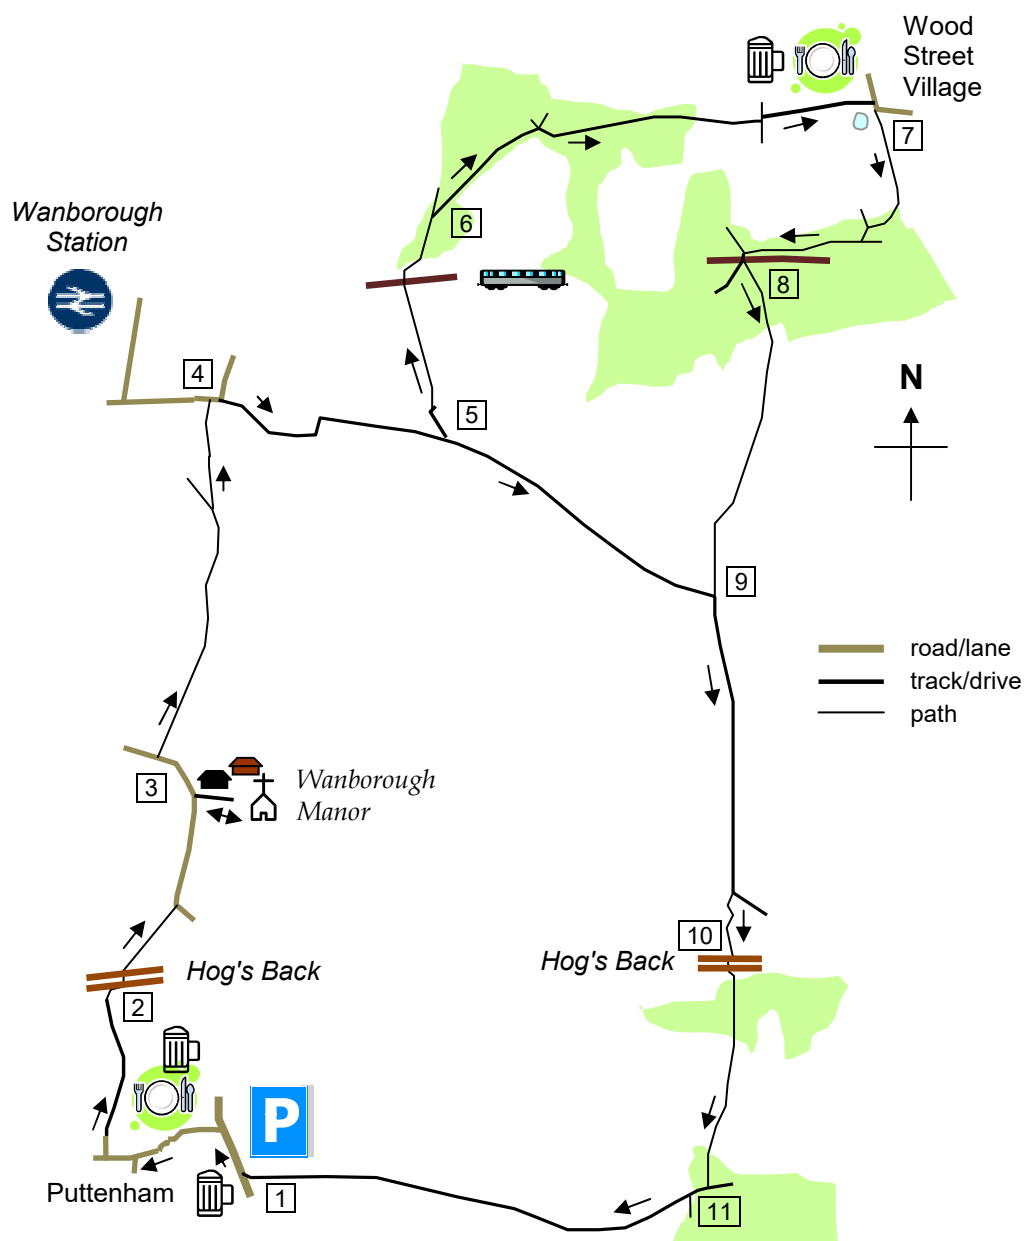 Wood
Street
Village
7
Wanborough
Station
6
8
4
N
5
9
road/lane
track/drive
path
3
Wanborough
Manor
10
Hog's Back
Hog's Back
2
P
Puttenham
1
11